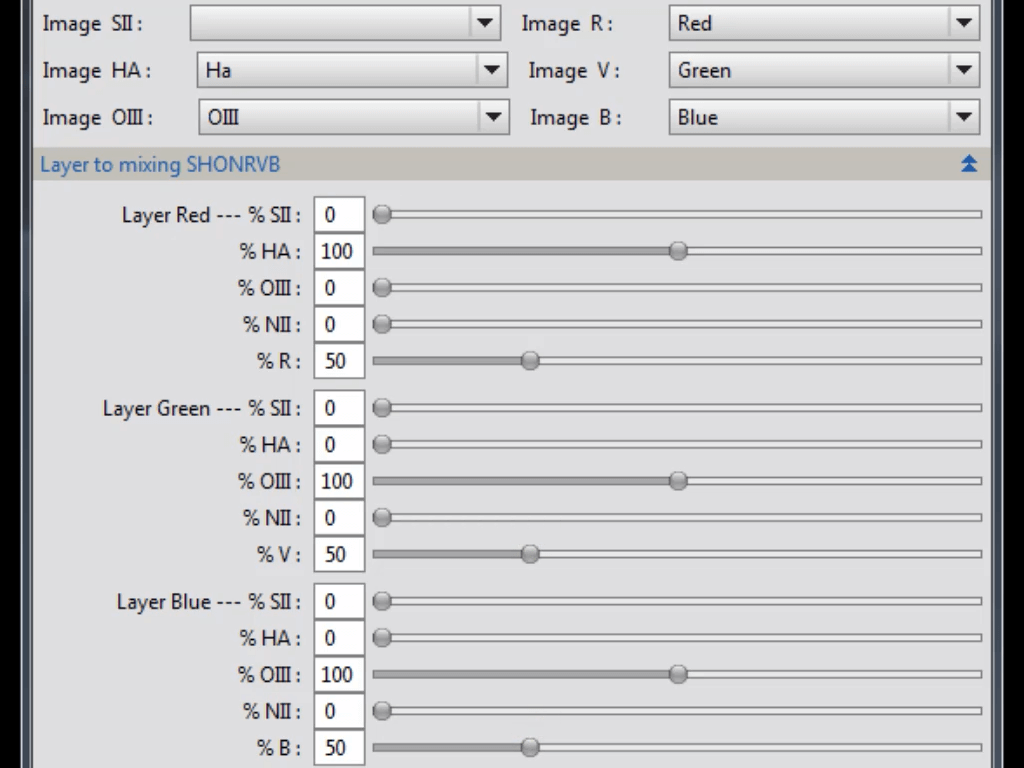 Image SII : Image R : Red
Image HA : Ha Image V : Green
Image OIII : OIII Image B : Blue
Layer to mixing SHONRVB
Layer Red --- % SII : 0
% HA : 100
% OIII : 0
% NII : 0
% R : 50
Layer Green --- % SII : 0
% HA : 0
% OIII : 100
% NII : 0
% V : 50
Layer Blue --- % SII : 0
% HA : 0
% OIII : 100
% NII : 0
% B : 50